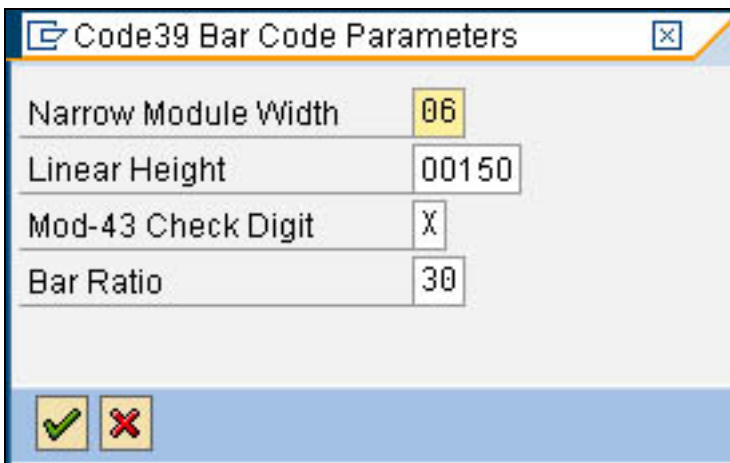 Code39 Bar Code Parameters
Narrow Module Width 06
Linear Height 00150
Mod-43 Check Digit X
Bar Ratio 30